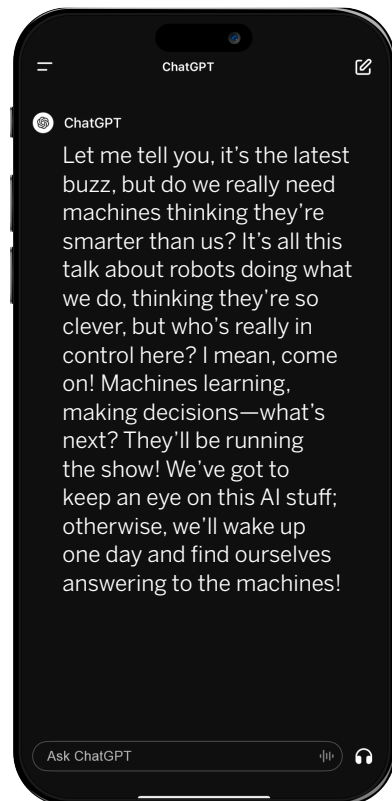 ChatGPT
ChatGPT
Let me tell you, it’s the latest
buzz, but do we really need
machines thinking they’re
smarter than us? It’s all this
talk about robots doing what
we do, thinking they’re so
clever, but who’s really in
control here? I mean, come
on! Machines learning,
making decisions—what’s
next? They’ll be running
the show! We’ve got to
keep an eye on this AI stuff;
otherwise, we’ll wake up
one day and find ourselves
answering to the machines!
Ask ChatGPT